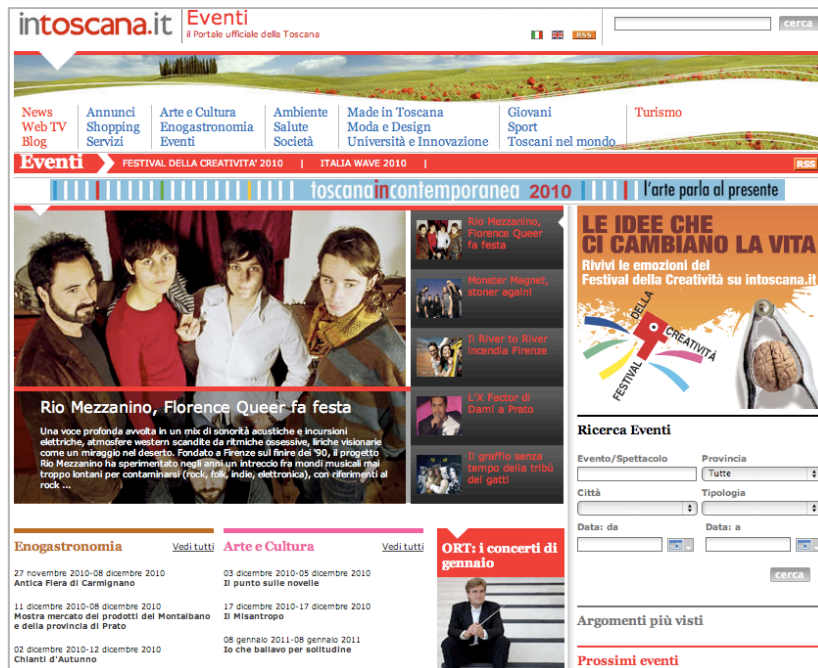 intoscana.it
Eventi
il Portale ufficiale della Toscana
RSS
cerca
News
Web TV
Blog
Annunci
Shopping
Servizi
Arte e Cultura
Enogastronomia
Eventi
Ambiente
Salute
Società
Made in Toscana
Moda e Design
Università e Innovazione
Giovani
Sport
Toscani nel mondo
Turismo
Eventi
FESTIVAL DELLA CREATIVITA' 2010 | ITALIA WAVE 2010 |
RSS
toscanaincontemporanea 2010 l'arte parla al presente
Rio Mezzanino, Florence Queer fa festa
Una voce profonda avvolta in un mix di sonorità acustiche e incursioni
elettriche, atmosfere western scandite da ritmiche ossessive, liriche visionarie
come un miraggio nel deserto. Fondato a Firenze sul finire dei '90, il progetto
Rio Mezzanino ha sperimentato negli anni un intreccio fra mondi musicali mai
troppo lontani per contaminarsi (rock, folk, indie, elettronica), con riferimenti al
rock ...
Rio Mezzanino,
Florence Queer
fa festa
Monster Magnet,
stoner again!
Il River to River
incendia Firenze
L'X Factor di
Dami a Prato
Il graffio senza
tempo della tribù
dei gatti
LE IDEE CHE
CI CAMBIANO LA VITA
Rivivi le emozioni del
Festival della Creatività su intoscana.it
FESTIVAL
DELLA
CREATIVITÀ
Ricerca Eventi
Evento/Spettacolo
Provincia
Tutte
Città
Tipologia
Data: da
Data: a
cerca
Argomenti più visti
Prossimi eventi
Enogastronomia
Vedi tutti
27 novembre 2010-08 dicembre 2010
Antica Fiera di Carmignano
11 dicembre 2010-08 dicembre 2010
Mostra mercato dei prodotti del Montalbano
e della provincia di Prato
02 dicembre 2010-12 dicembre 2010
Chianti d'Autunno
Arte e Cultura
Vedi tutti
03 dicembre 2010-05 dicembre 2010
Il punto sulle novelle
17 dicembre 2010-17 dicembre 2010
Il Misantropo
08 gennaio 2011-08 gennaio 2011
Io che ballavo per solitudine
ORT: i concerti di
gennaio